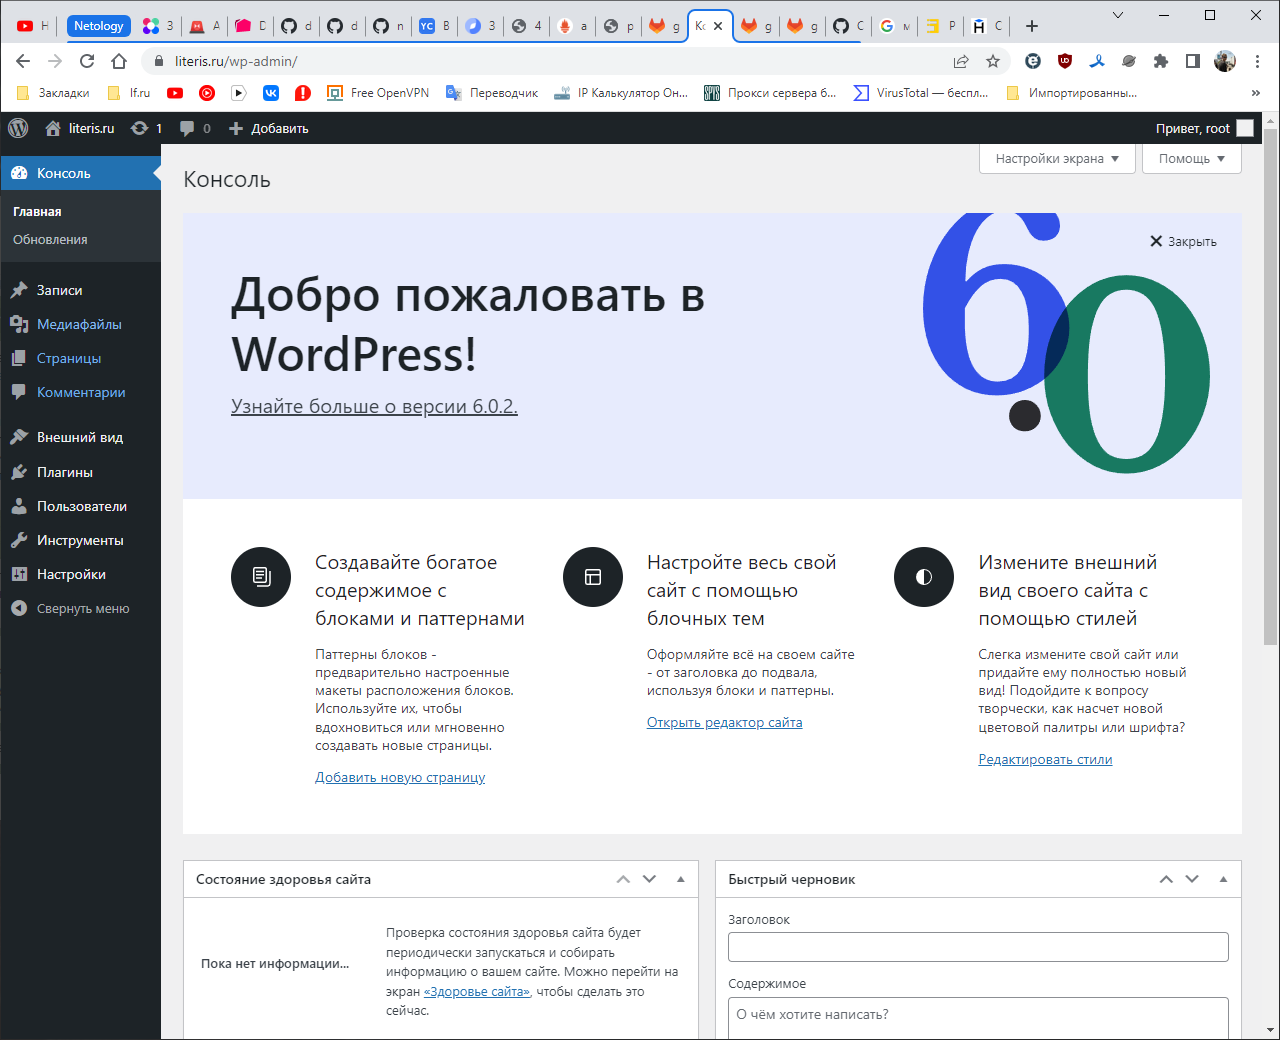 Netology
literis.ru/wp-admin/
Закладки lf.ru Free OpenVPN Переводчик IP Калькулятор Он... Прокси сервера б... VirusTotal — беспл... Импортированны... »
literis.ru 1 0 Добавить Привет, root
Настройки экрана Помощь
Консоль
Главная
Обновления
Записи
Медиафайлы
Страницы
Комментарии
Внешний вид
Плагины
Пользователи
Инструменты
Настройки
Свернуть меню
Консоль
Закрыть
6.0
Добро пожаловать в
WordPress!
Узнайте больше о версии 6.0.2.
Создавайте богатое
содержимое с
блоками и паттернами
Паттерны блоков -
предварительно настроенные
макеты расположения блоков.
Используйте их, чтобы
вдохновиться или мгновенно
создавать новые страницы.
Добавить новую страницу
Настройте весь свой
сайт с помощью
блочных тем
Оформляйте всё на своем сайте
- от заголовка до подвала,
используя блоки и паттерны.
Открыть редактор сайта
Измените внешний
вид своего сайта с
помощью стилей
Слегка измените свой сайт или
придайте ему полностью новый
вид! Подойдите к вопросу
творчески, как насчет новой
цветовой палитры или шрифта?
Редактировать стили
Состояние здоровья сайта
Пока нет информации...
Проверка состояния здоровья сайта будет
периодически запускаться и собирать
информацию о вашем сайте. Можно перейти на
экран «Здоровье сайта», чтобы сделать это
сейчас.
Быстрый черновик
Заголовок
Содержимое
О чём хотите написать?